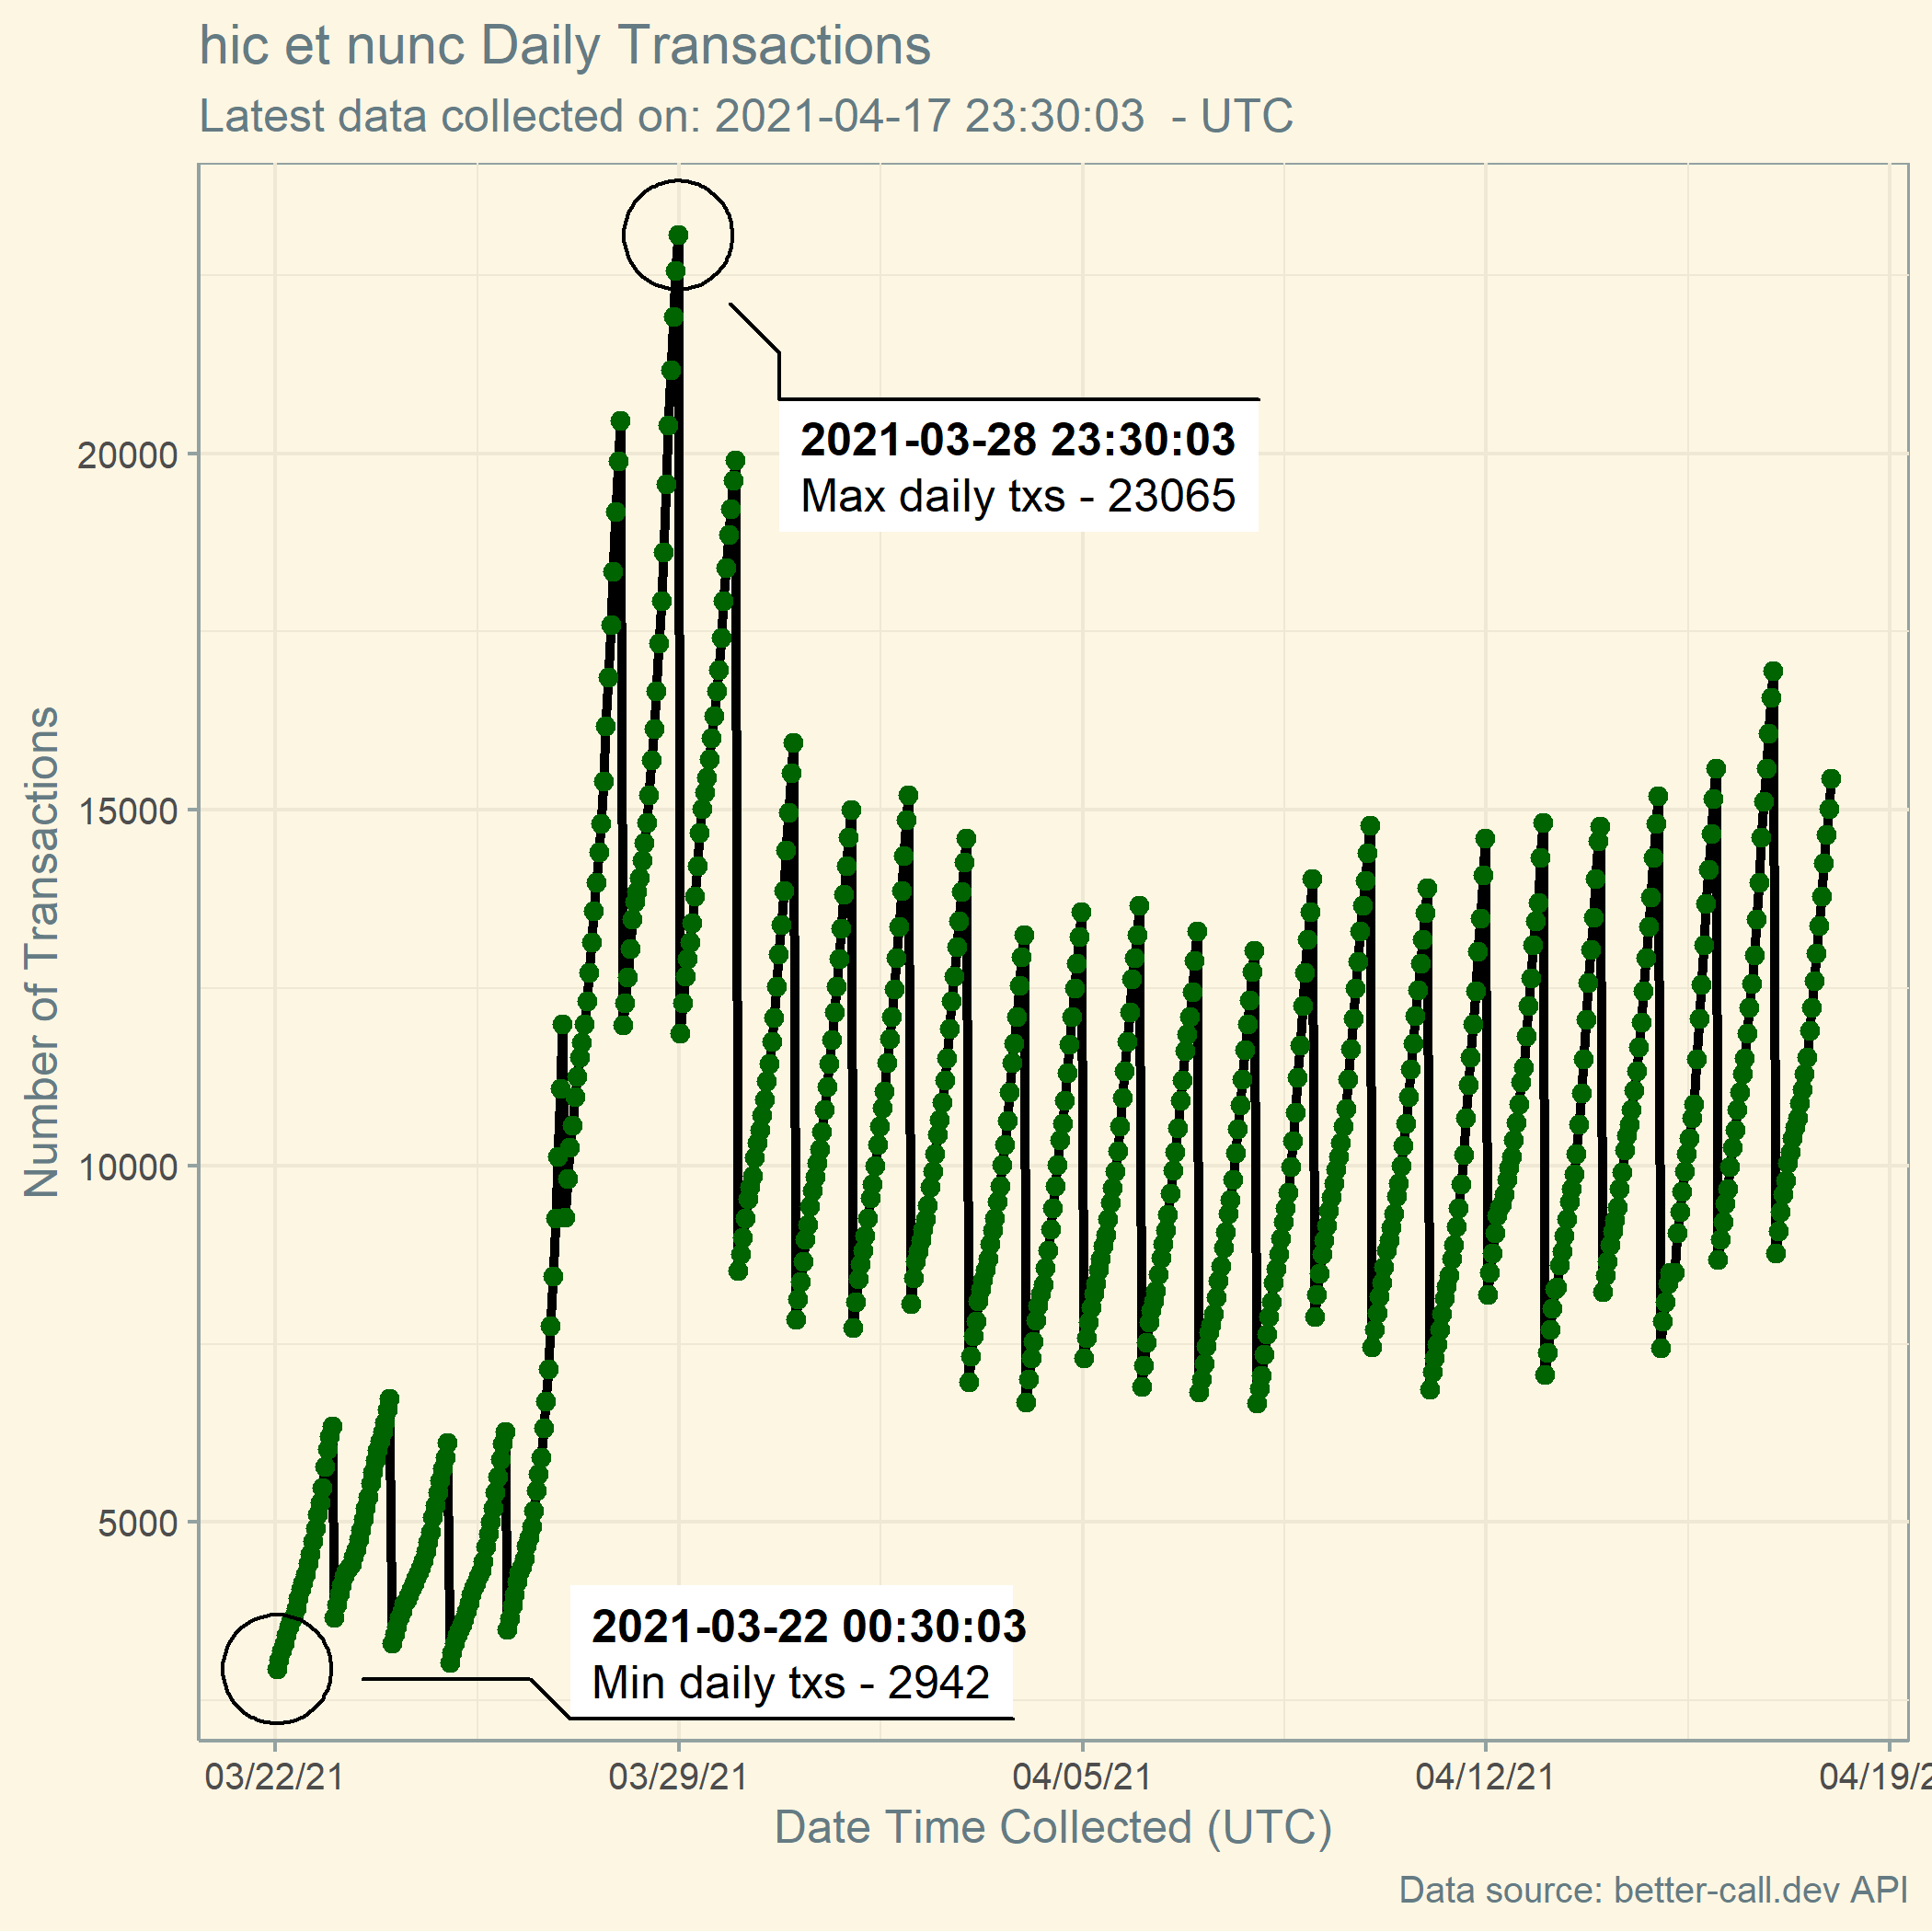 hic et nunc Daily Transactions
Latest data collected on: 2021-04-17 23:30:03 - UTC
Number of Transactions
20000
15000
10000
5000
2021-03-28 23:30:03
Max daily txs - 23065
2021-03-22 00:30:03
Min daily txs - 2942
03/22/21 03/29/21 04/05/21 04/12/21 04/19/2
Date Time Collected (UTC)
Data source: better-call.dev API